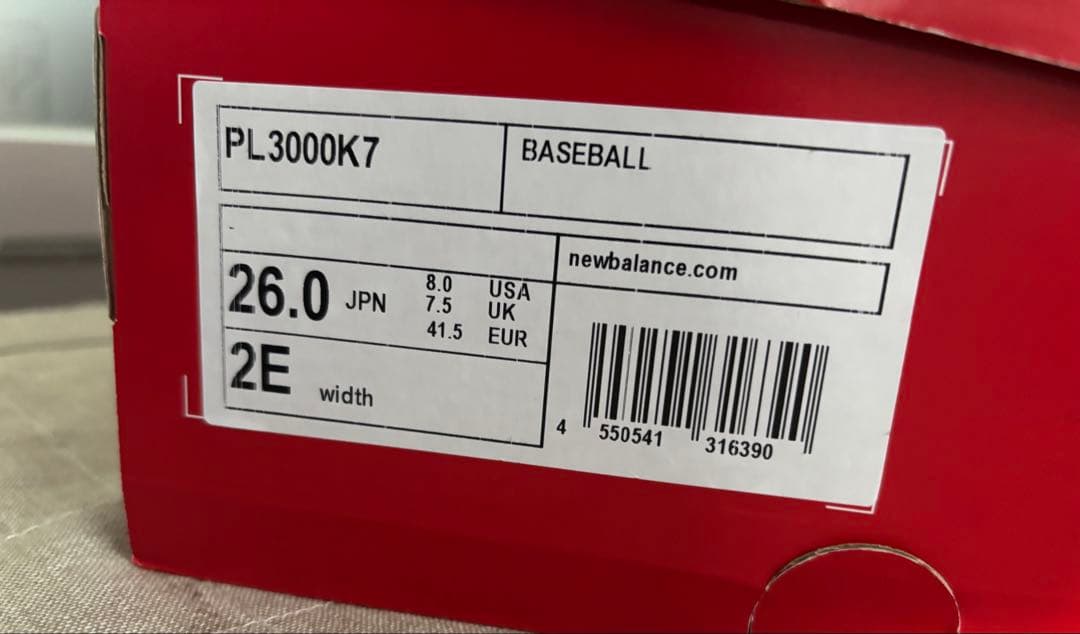 PL3000K7
BASEBALL
-
newbalance.com
26.0 JPN
8.0 USA
7.5 UK
41.5 EUR
2E width
4 550541 316390